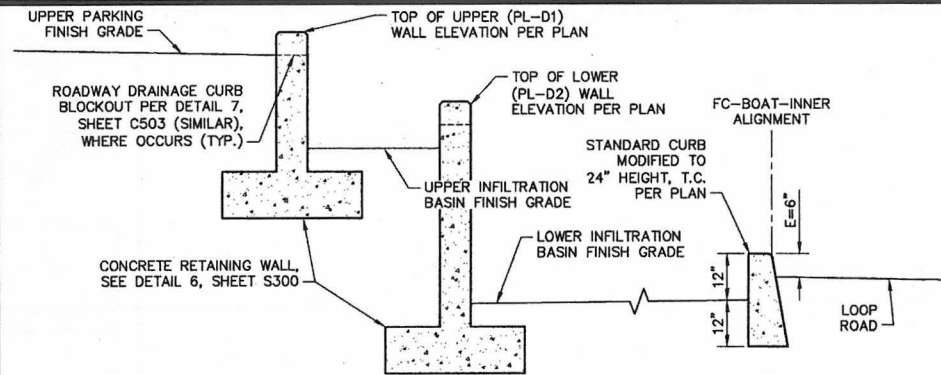 UPPER PARKING
FINISH GRADE
TOP OF UPPER (PL-D1)
WALL ELEVATION PER PLAN
ROADWAY DRAINAGE CURB
BLOCKOUT PER DETAIL 7,
SHEET C503 (SIMILAR),
WHERE OCCURS (TYP.)
TOP OF LOWER
(PL-D2) WALL
ELEVATION PER PLAN
FC-BOAT-INNER
ALIGNMENT
STANDARD CURB
MODIFIED TO
24" HEIGHT, T.C.
PER PLAN
E=6"
UPPER INFILTRATION
BASIN FINISH GRADE
LOWER INFILTRATION
BASIN FINISH GRADE
CONCRETE RETAINING WALL,
SEE DETAIL 6, SHEET S300
12"
12"
LOOP
ROAD